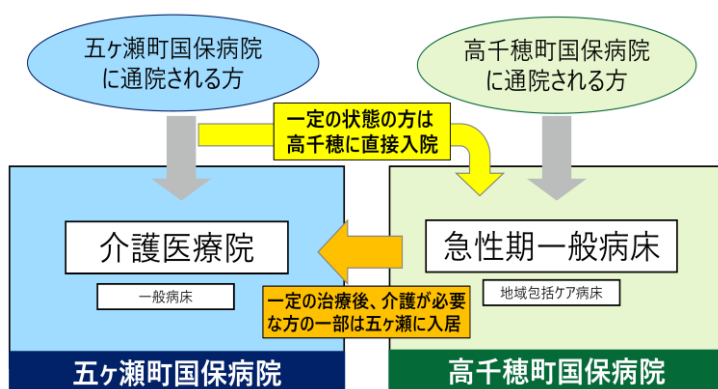 五ヶ瀬町国保病院
に通院される方
高千穂町国保病院
に通院される方
一定の状態の方は
高千穂に直接入院
介護医療院
一般病床
急性期一般病床
地域包括ケア病床
一定の治療後、介護が必要
な方の一部は五ヶ瀬に入居
五ヶ瀬町国保病院
高千穂町国保病院